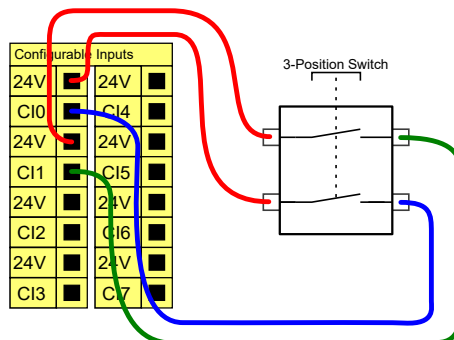 Configurable Inputs
3-Position Switch
24V 24V
CI0 CI4
24V 24V
CI1 CI5
24V 24V
CI2 CI6
24V 24V
CI3 CI7